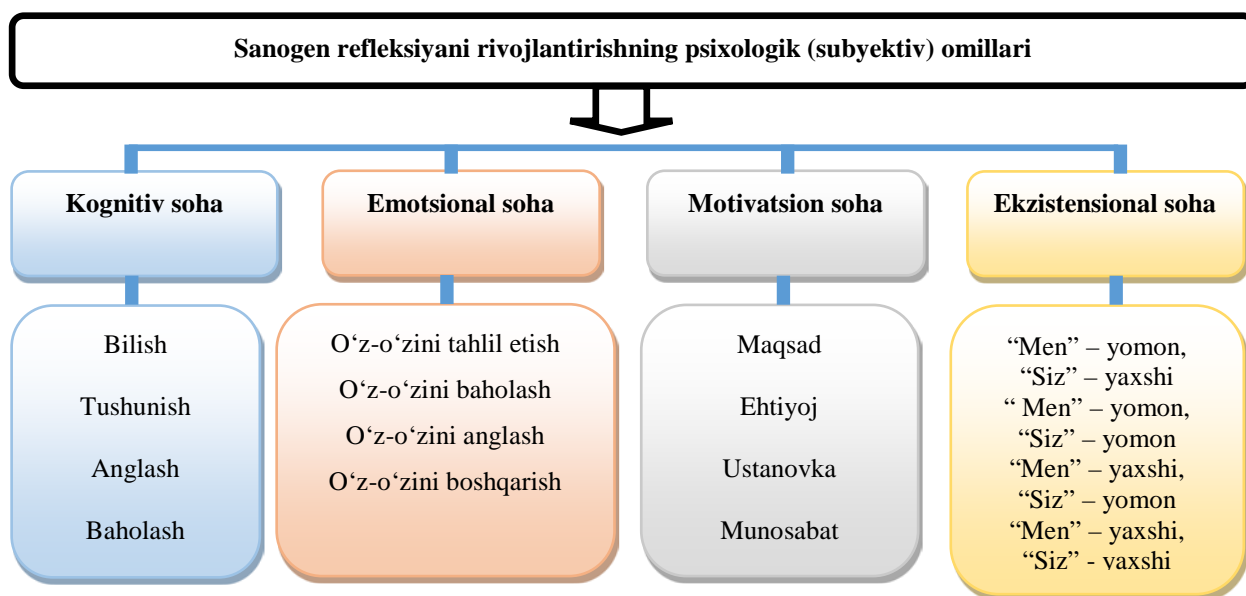 Sanogen refleksiyani rivojlantirishning psixologik (subyektiv) omillari
Kognitiv soha
Emotsional soha
Motivatsion soha
Ekzistensional soha
Bilish
Tushunish
Anglash
Baholash
O‘z-o‘zini tahlil etish
O‘z-o‘zini baholash
O‘z-o‘zini anglash
O‘z-o‘zini boshqarish
Maqsad
Ehtiyoj
Ustanovka
Munosabat
“Men” – yomon,
“Siz” – yaxshi
“ Men” – yomon,
“Siz” – yomon
“Men” – yaxshi,
“Siz” – yomon
“Men” – yaxshi,
“Siz” - yaxshi